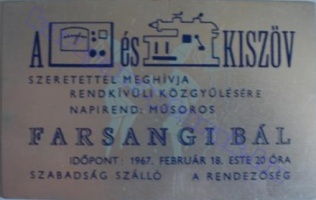 A és KISZÖV
SZERETETTEL MEGHÍVJA
RENDKÍVÜLI KÖZGYŰLÉSÉRE
NAPIREND: MŰSOROS
FARSANGI BÁL
IDŐPONT: 1967. FEBRUÁR 18. ESTE 20 ÓRA
SZABADSÁG SZÁLLÓ A RENDEZŐSÉG